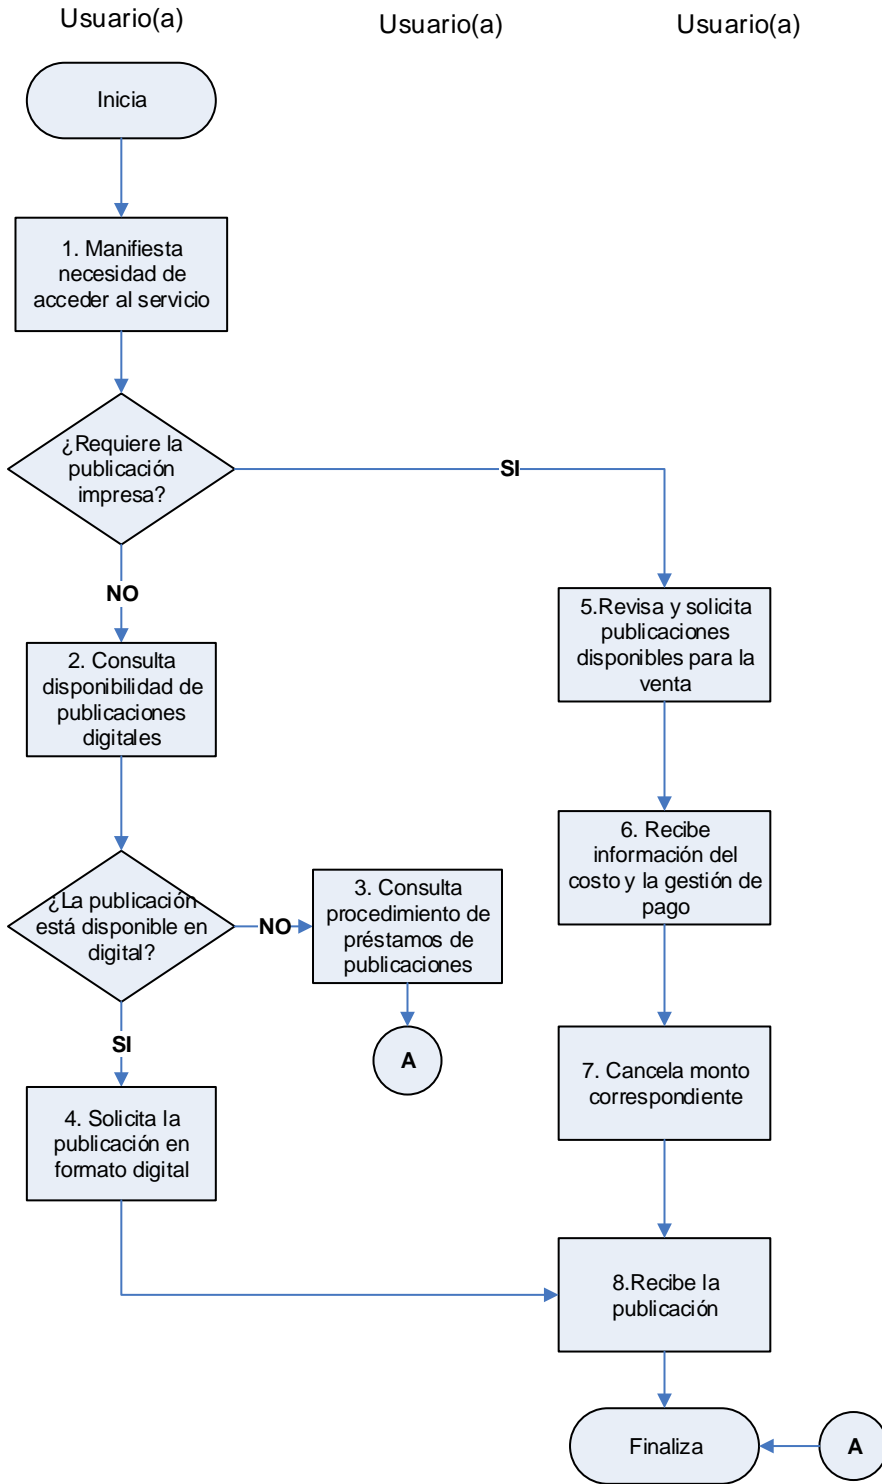 Usuario(a)
Usuario(a)
Usuario(a)
Inicia
1. Manifiesta
necesidad de
acceder al servicio
¿Requiere la
publicación
impresa?
SI
NO
2. Consulta
disponibilidad de
publicaciones
digitales
5.Revisa y solicita
publicaciones
disponibles para la
venta
6. Recibe
información del
costo y la gestión de
pago
¿La publicación
está disponible en
digital?
NO
3. Consulta
procedimiento de
préstamos de
publicaciones
A
SI
4. Solicita la
publicación en
formato digital
7. Cancela monto
correspondiente
8.Recibe la
publicación
Finaliza
A